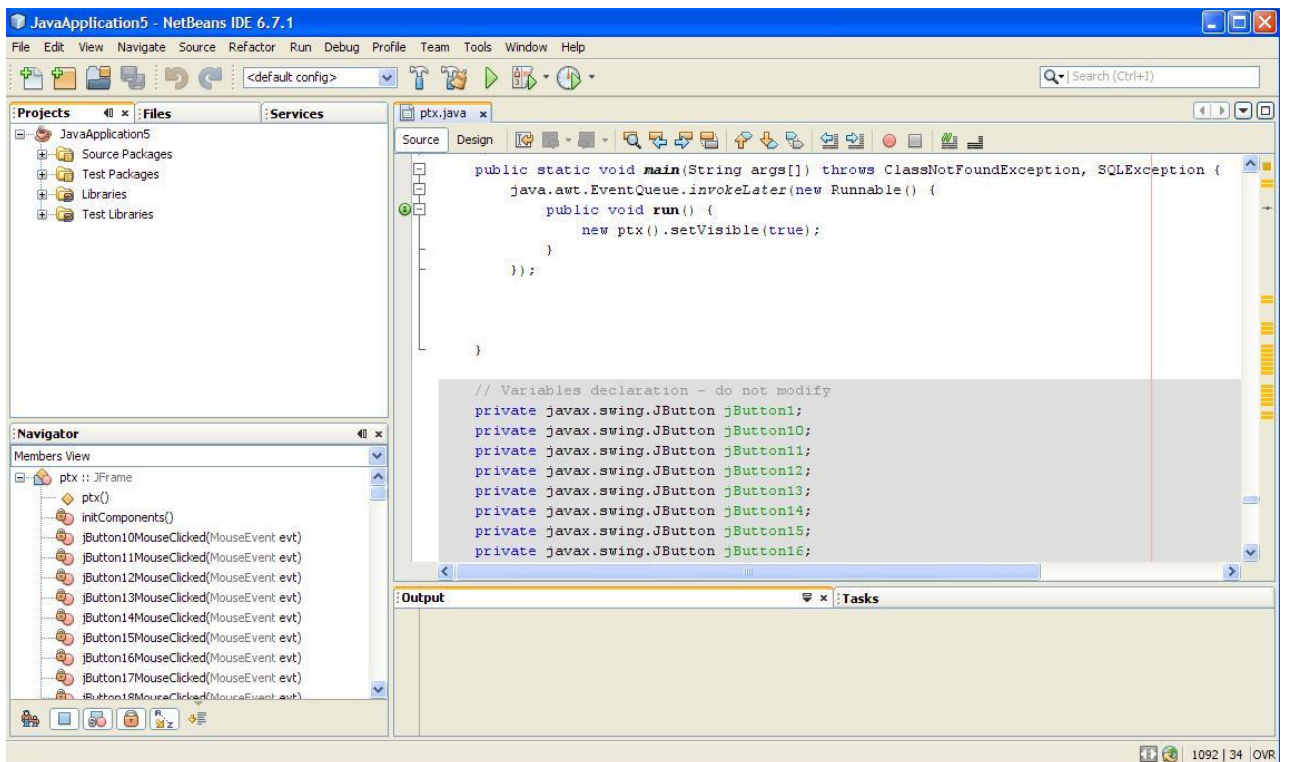 JavaApplication5 - NetBeans IDE 6.7.1
File Edit View Navigate Source Refactor Run Debug Profile Team Tools Window Help
<default config>
Search (Ctrl+I)
Projects Files Services
JavaApplication5
Source Packages
Test Packages
Libraries
Test Libraries
Navigator
Members View
ptx :: JFrame
ptx()
initComponents()
jButton10MouseClicked(MouseEvent evt)
jButton11MouseClicked(MouseEvent evt)
jButton12MouseClicked(MouseEvent evt)
jButton13MouseClicked(MouseEvent evt)
jButton14MouseClicked(MouseEvent evt)
jButton15MouseClicked(MouseEvent evt)
jButton16MouseClicked(MouseEvent evt)
jButton17MouseClicked(MouseEvent evt)
jButton18MouseClicked(MouseEvent evt)
ptx.java
Source Design
public static void main(String args[]) throws ClassNotFoundException, SQLException {
java.awt.EventQueue.invokeLater(new Runnable() {
public void run() {
new ptx().setVisible(true);
}
});
}
// Variables declaration - do not modify
private javax.swing.JButton jButton1;
private javax.swing.JButton jButton10;
private javax.swing.JButton jButton11;
private javax.swing.JButton jButton12;
private javax.swing.JButton jButton13;
private javax.swing.JButton jButton14;
private javax.swing.JButton jButton15;
private javax.swing.JButton jButton16;
Output Tasks
1092 | 34 OVR